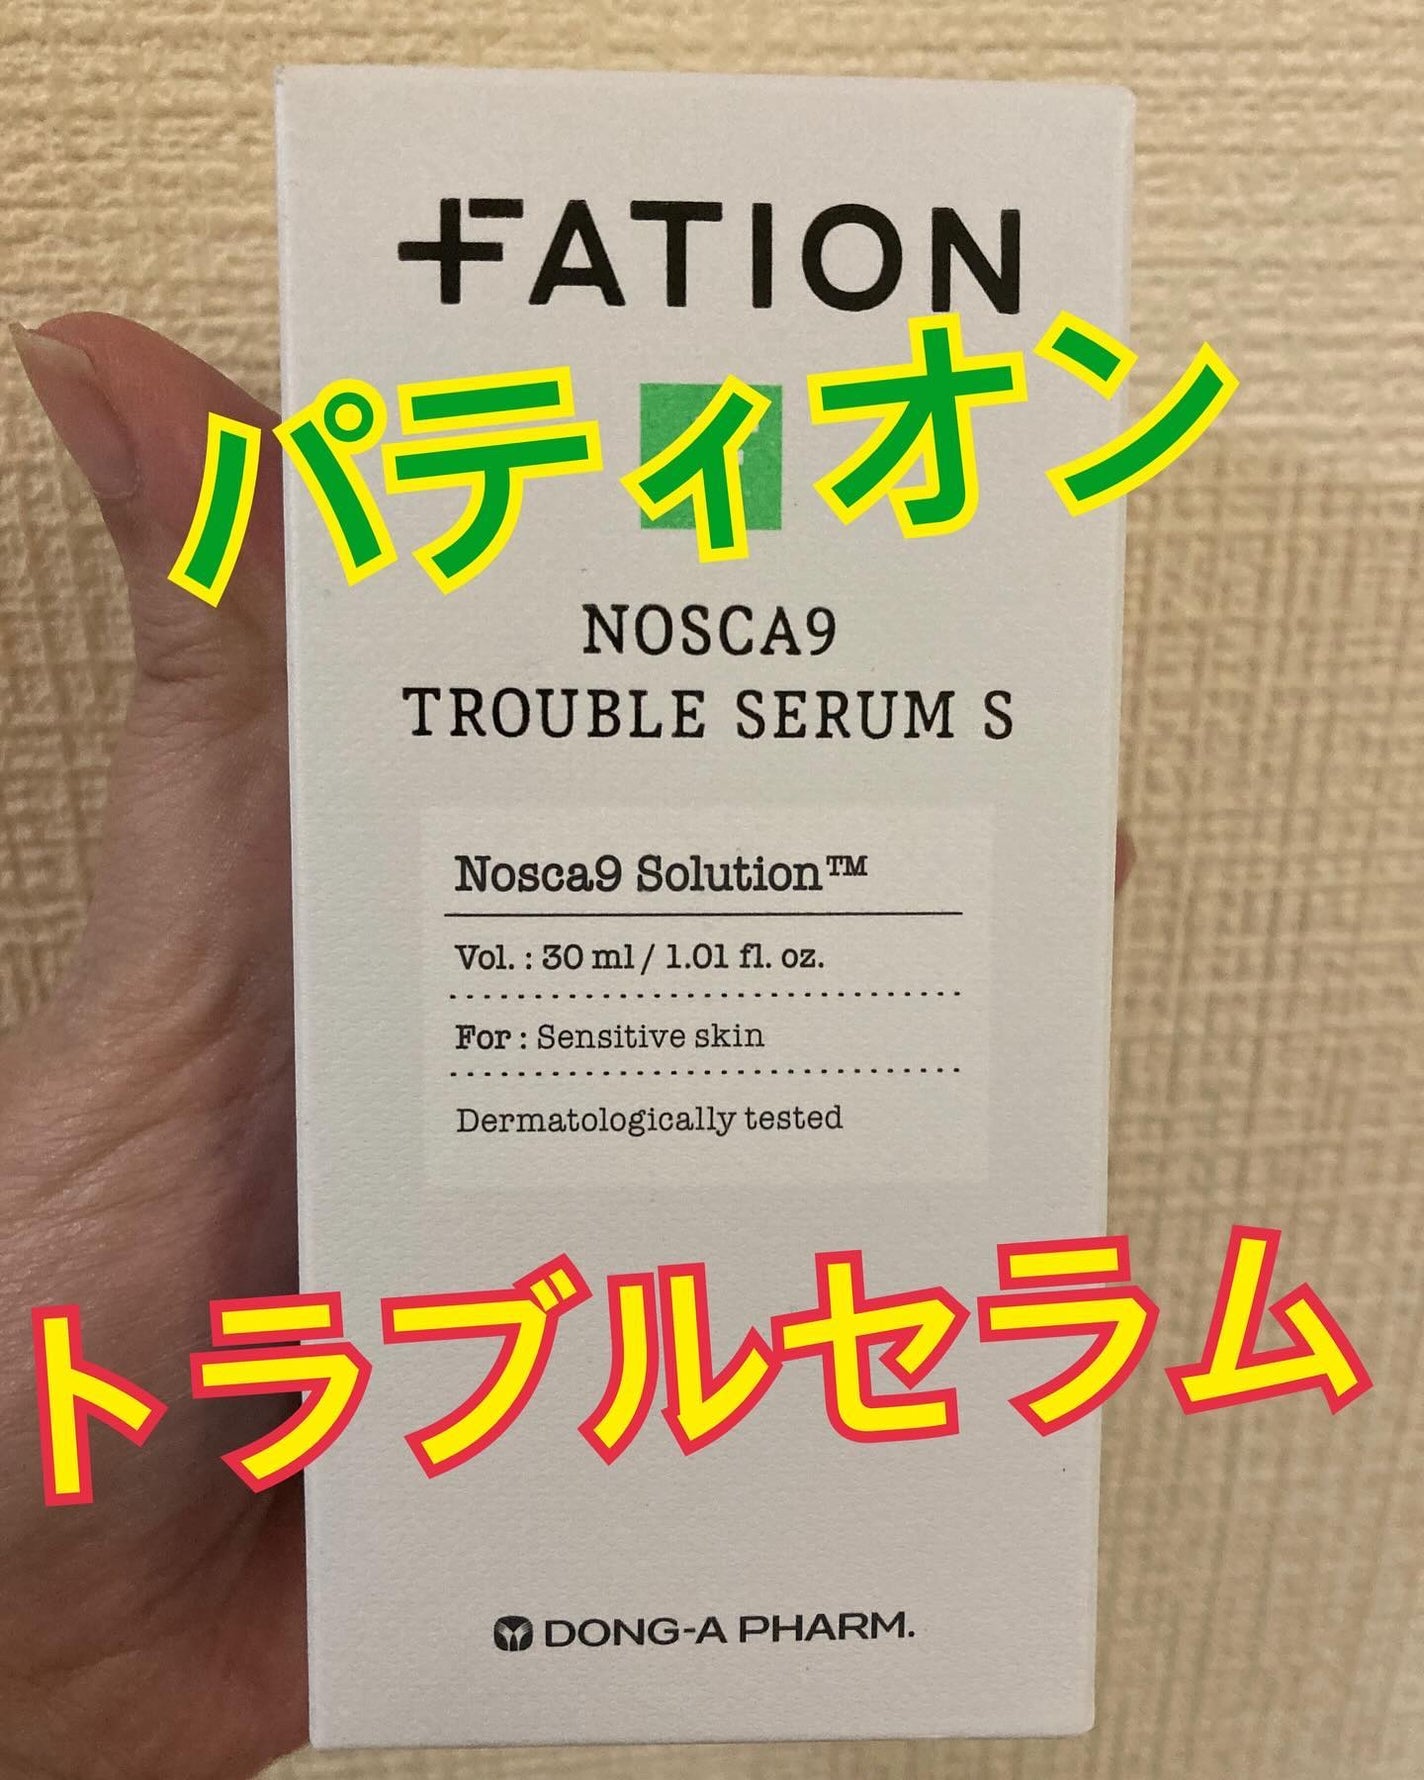 FATION
パティオン
NOSCA9
TROUBLE SERUM S
Nosca9 Solution™
Vol. : 30 ml / 1.01 fl. oz.
For : Sensitive skin
Dermatologically tested
トラブルセラム
DONG-A PHARM.